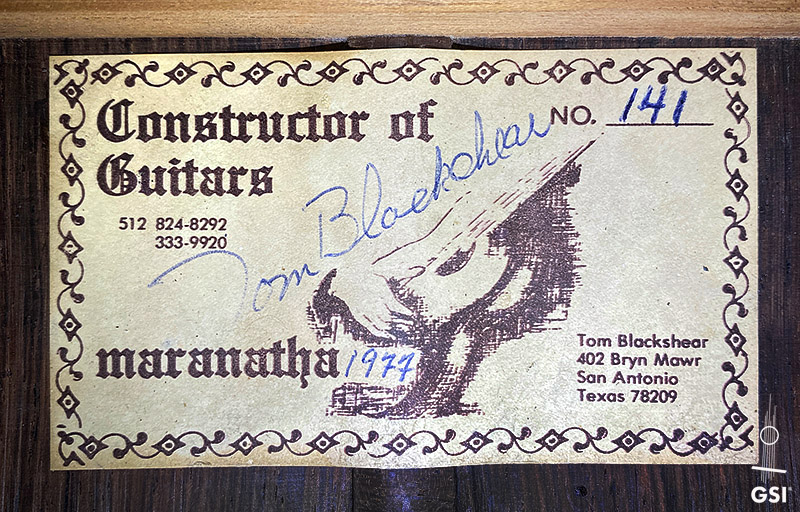 Constructor of
Guitars
NO. 141
512 824-8292
333-9920
Tom Blackshear
maranatha 1977
Tom Blackshear
402 Bryn Mawr
San Antonio
Texas 78209
GSI